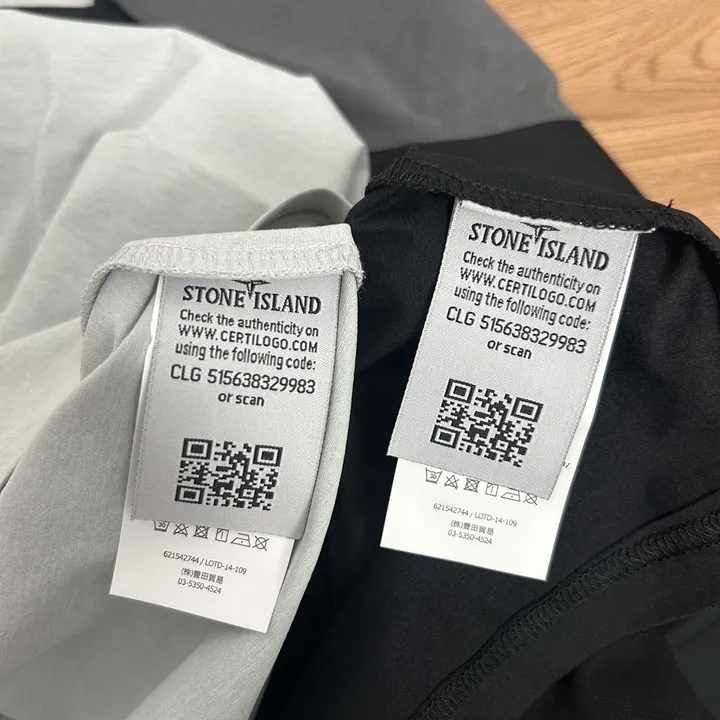 STONE ISLAND
Check the authenticity on
WWW.CERTILOGO.COM
using the following code:
CLG 515638329983
or scan
30
621542744 / LOTD-14-109
(株)豊田貿易
03-5350-4524
STONE ISLAND
Check the authenticity on
WWW.CERTILOGO.COM
using the following code:
CLG 515638329983
or scan
30
621542744 / LOTD-14-109
(株)豊田貿易
03-5350-4524